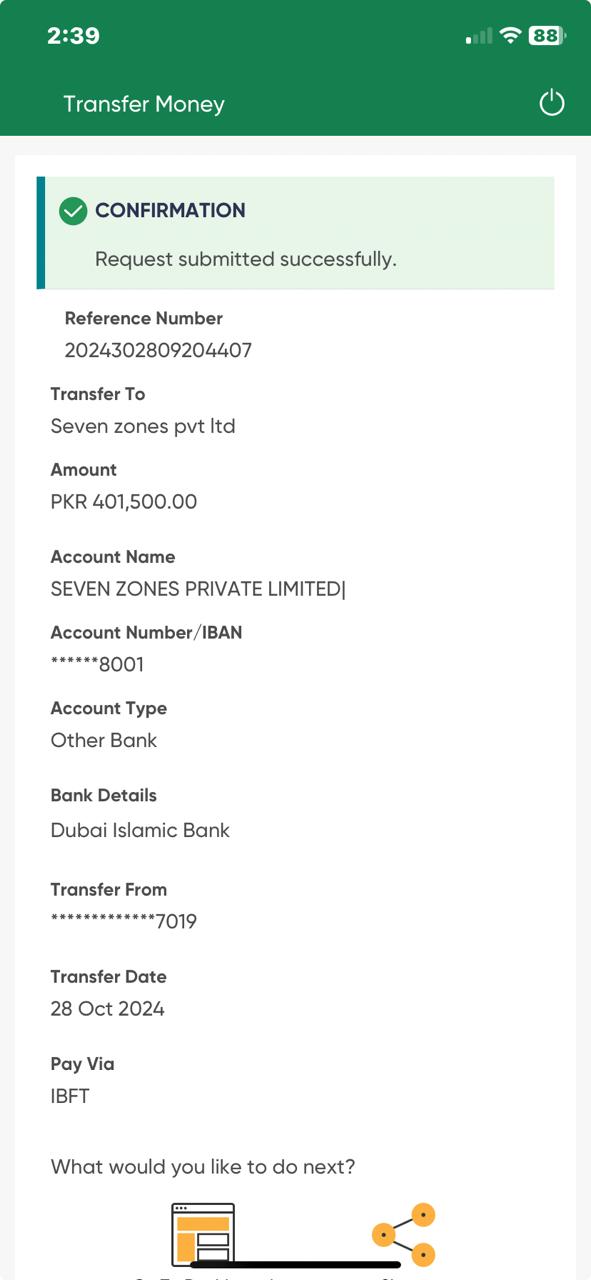 2:39
88
Transfer Money
CONFIRMATION
Request submitted successfully.
Reference Number
2024302809204407
Transfer To
Seven zones pvt ltd
Amount
PKR 401,500.00
Account Name
SEVEN ZONES PRIVATE LIMITED|
Account Number/IBAN
******8001
Account Type
Other Bank
Bank Details
Dubai Islamic Bank
Transfer From
*************7019
Transfer Date
28 Oct 2024
Pay Via
IBFT
What would you like to do next?